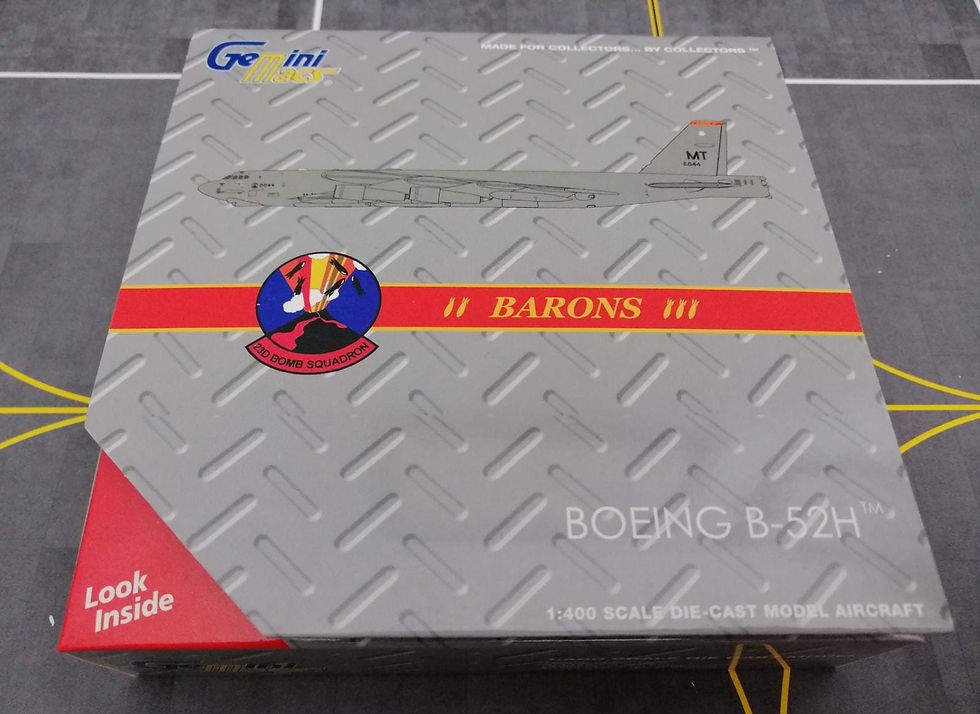 Gemini
Macs
MADE FOR COLLECTORS... BY COLLECTORS™
MT
BARONS
23D BOMB SQUADRON
BOEING B-52H™
1:400 SCALE DIE-CAST MODEL AIRCRAFT
Look
Inside